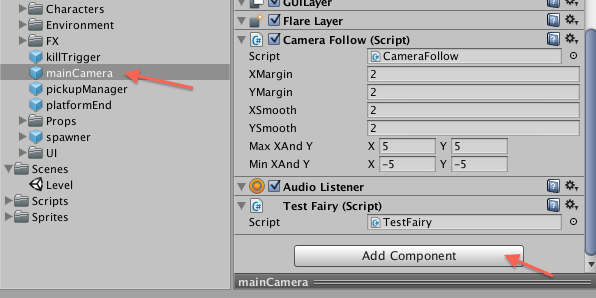 Characters
Environment
FX
killTrigger
mainCamera
pickupManager
platformEnd
Props
spawner
UI
Scenes
Level
Scripts
Sprites
GUILayer
Flare Layer
Camera Follow (Script)
Script CameraFollow
XMargin 2
YMargin 2
XSmooth 2
YSmooth 2
Max XAnd Y X 5 Y 5
Min XAnd Y X -5 Y -5
Audio Listener
Test Fairy (Script)
Script TestFairy
Add Component
mainCamera